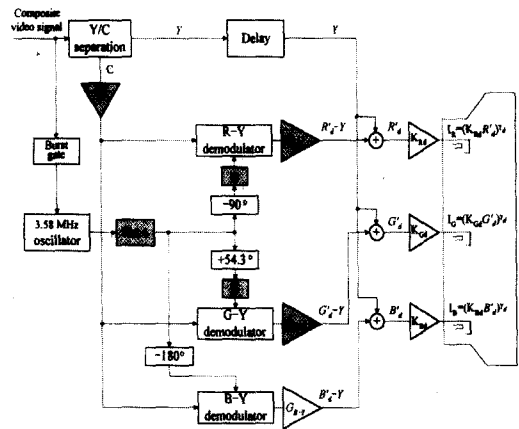 Composite
video signal
Y/C
separation
Y
Delay
Y
C
Burst
gate
R-Y
demodulator
R'd-Y
R'd
KRd
IR=(KRdR'd)γd
-90°
3.58 MHz
oscillator
+54.3°
G'd
KGd
IG=(KGdG'd)γd
G-Y
demodulator
G'd-Y
B'd
KBd
IB=(KBdB'd)γd
-180°
B-Y
demodulator
GB-Y
B'd-Y